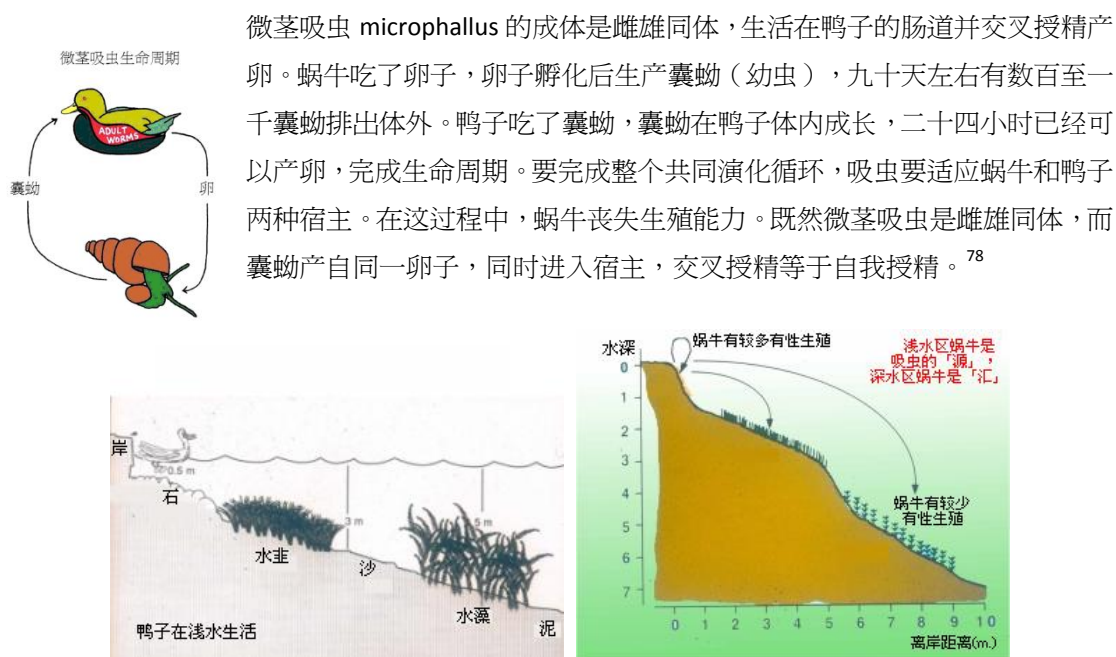 微茎吸虫 microphallus 的成体是雌雄同体，生活在鸭子的肠道并交叉授精产
卵。蜗牛吃了卵子，卵子孵化后生产囊蚴（幼虫），九十天左右有数百至一
千囊蚴排出体外。鸭子吃了囊蚴，囊蚴在鸭子体内成长，二十四小时已经可
以产卵，完成生命周期。要完成整个共同演化循环，吸虫要适应蜗牛和鸭子
两种宿主。在这过程中，蜗牛丧失生殖能力。既然微茎吸虫是雌雄同体，而
囊蚴产自同一卵子，同时进入宿主，交叉授精等于自我授精。78
微茎吸虫生命周期
ADULT
WORMS
囊蚴
卵
岸
0.5 m
石
水韭
3 m
沙
5 m
水藻
泥
鸭子在浅水生活
水深
蜗牛有较多有性生殖
浅水区蜗牛是
吸虫的「源」，
深水区蜗牛是「汇」
0
1
2
3
4
5
6
7
蜗牛有较少
有性生殖
0 1 2 3 4 5 6 7 8 9 10
离岸距离(m.)